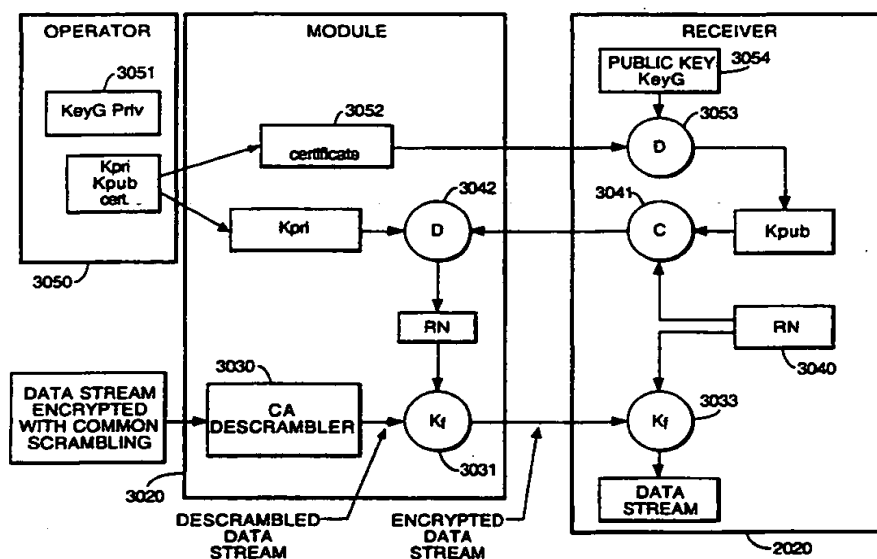 OPERATOR
3051
KeyG Priv
Kpri
Kpub
cert.
3050
MODULE
3052
certificate
3042
Kpri
D
RN
3030
CA
DESCRAMBLER
Kf
3031
3020
DATA STREAM
ENCRYPTED
WITH COMMON
SCRAMBLING
DESCRAMBLED
DATA
STREAM
ENCRYPTED
DATA
STREAM
RECEIVER
PUBLIC KEY
KeyG
3054
3053
D
3041
C
Kpub
RN
3040
3033
Kf
DATA
STREAM
2020